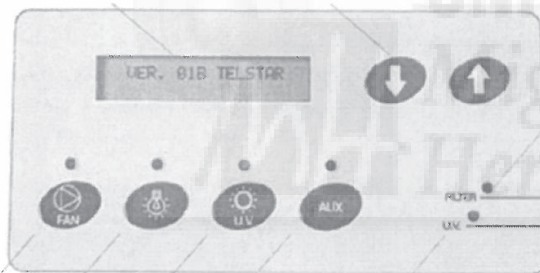 VER. 01B TELSTAR
FAN
U.V.
AUX
FILTER
U.V.